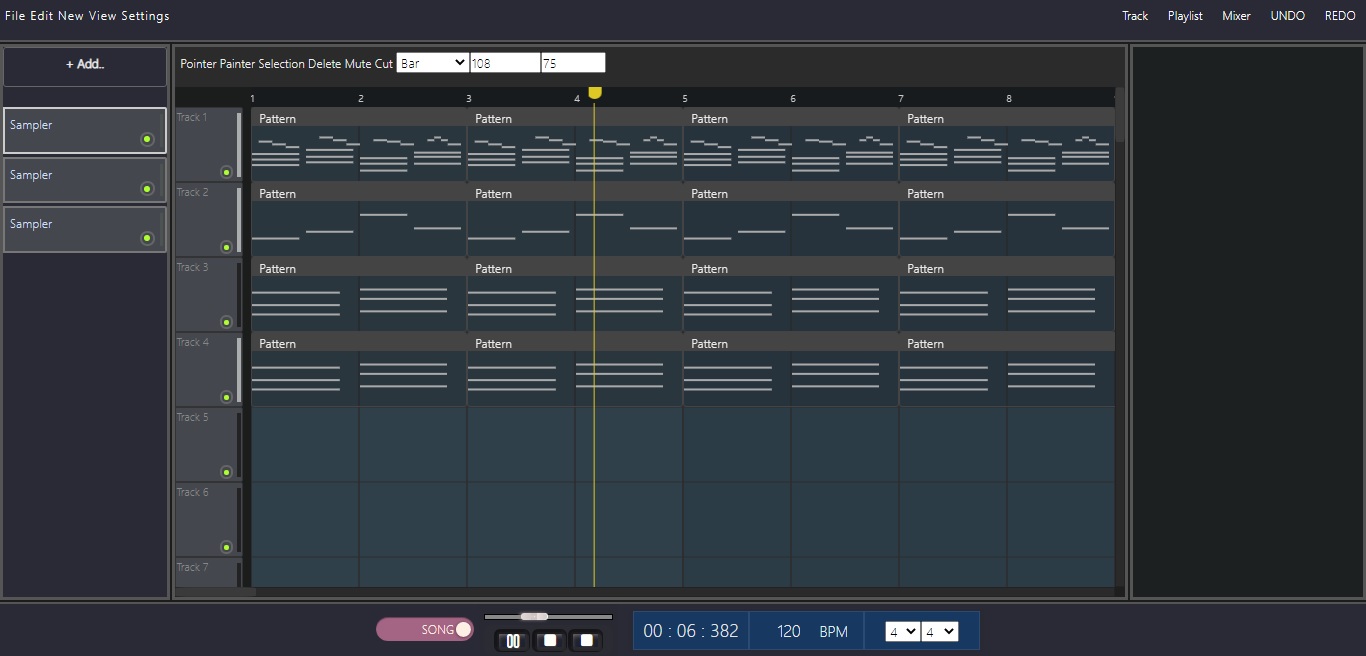 File Edit New View Settings
Track Playlist Mixer UNDO REDO
+ Add..
Sampler
Sampler
Sampler
Pointer Painter Selection Delete Mute Cut Bar 108 75
1 2 3 4 5 6 7 8
Track 1 Pattern Pattern Pattern Pattern
Track 2 Pattern Pattern Pattern Pattern
Track 3 Pattern Pattern Pattern Pattern
Track 4 Pattern Pattern Pattern Pattern
Track 5
Track 6
Track 7
SONG
00 : 06 : 382 120 BPM 4 4